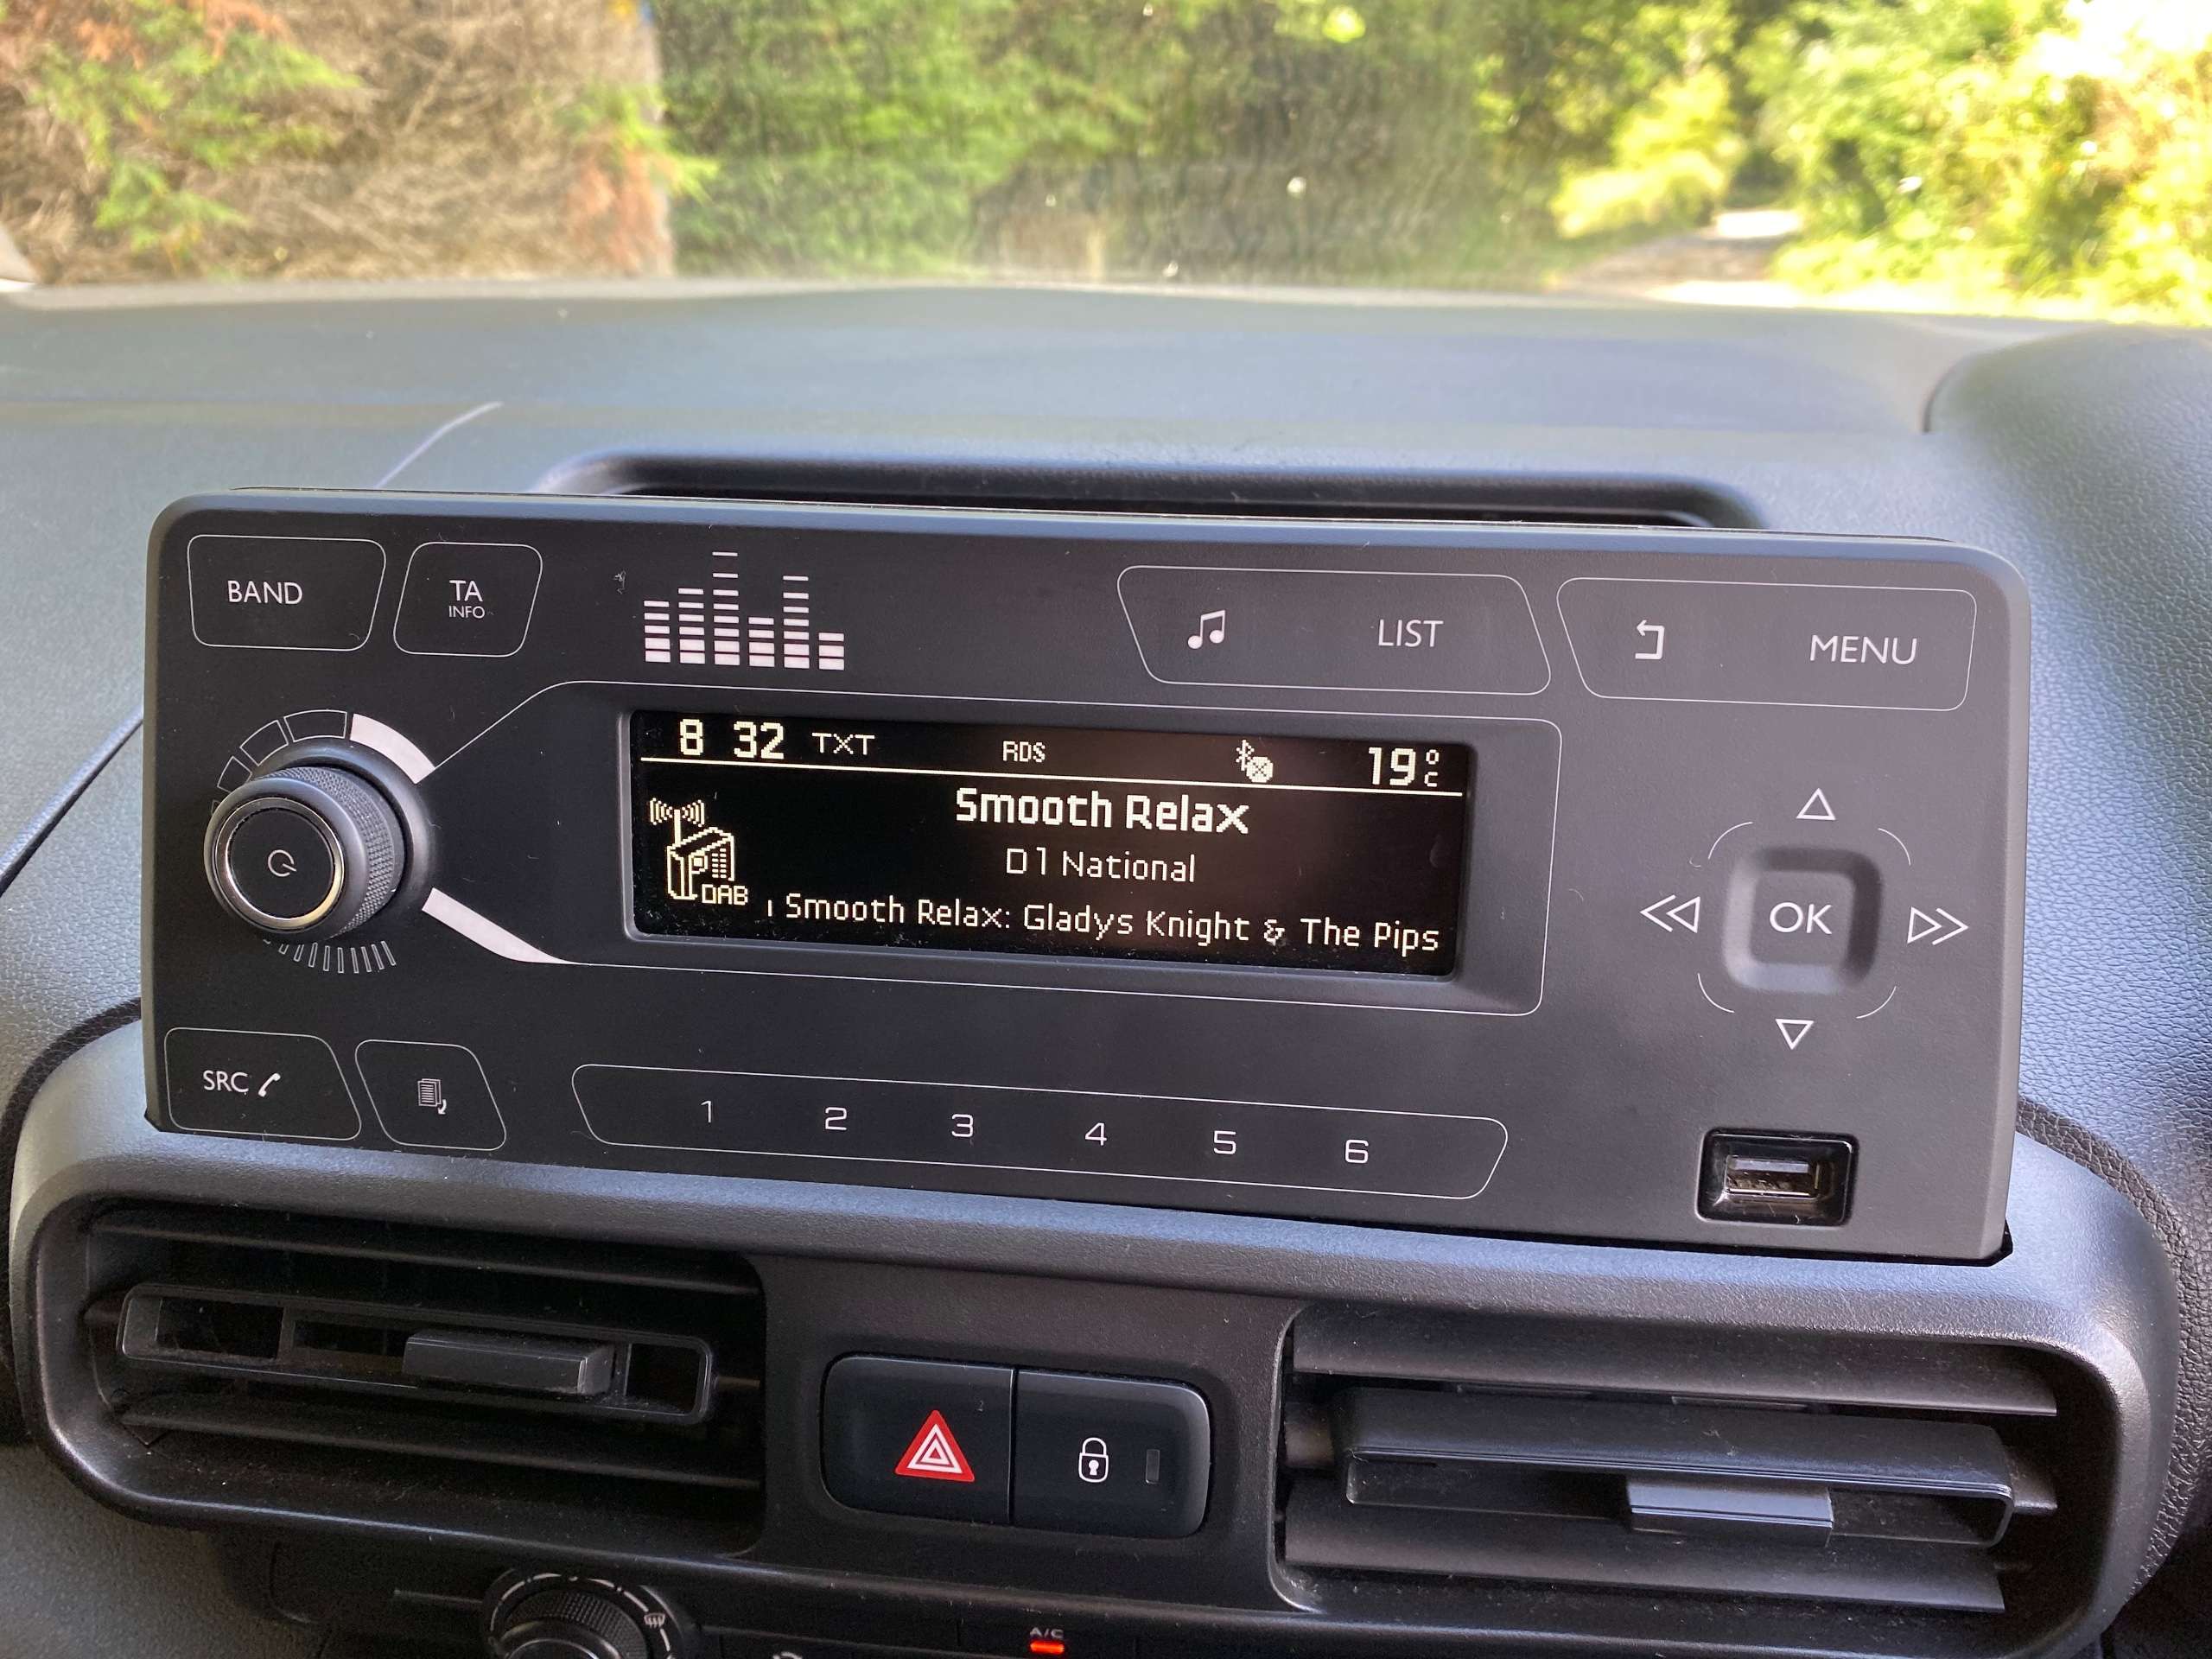 BAND
TA
INFO
LIST
MENU
8 32 TXT RDS 19°C
Smooth Relax
D1 National
DAB
Smooth Relax: Gladys Knight & The Pips
OK
SRC
1 2 3 4 5 6
A/C